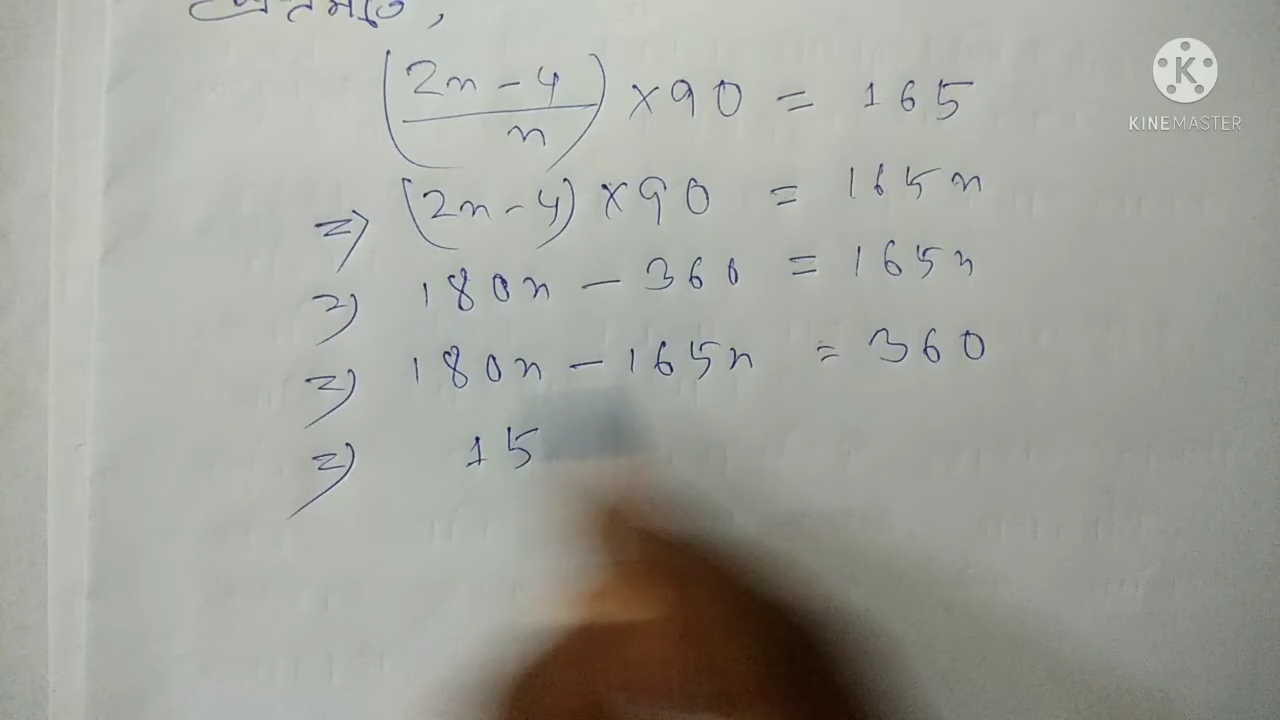 (2n - 4 / n) × 90 = 165
KINEMASTER
⇒ (2n - 4) × 90 = 165n
⇒ 180n - 360 = 165n
⇒ 180n - 165n = 360
⇒ 15